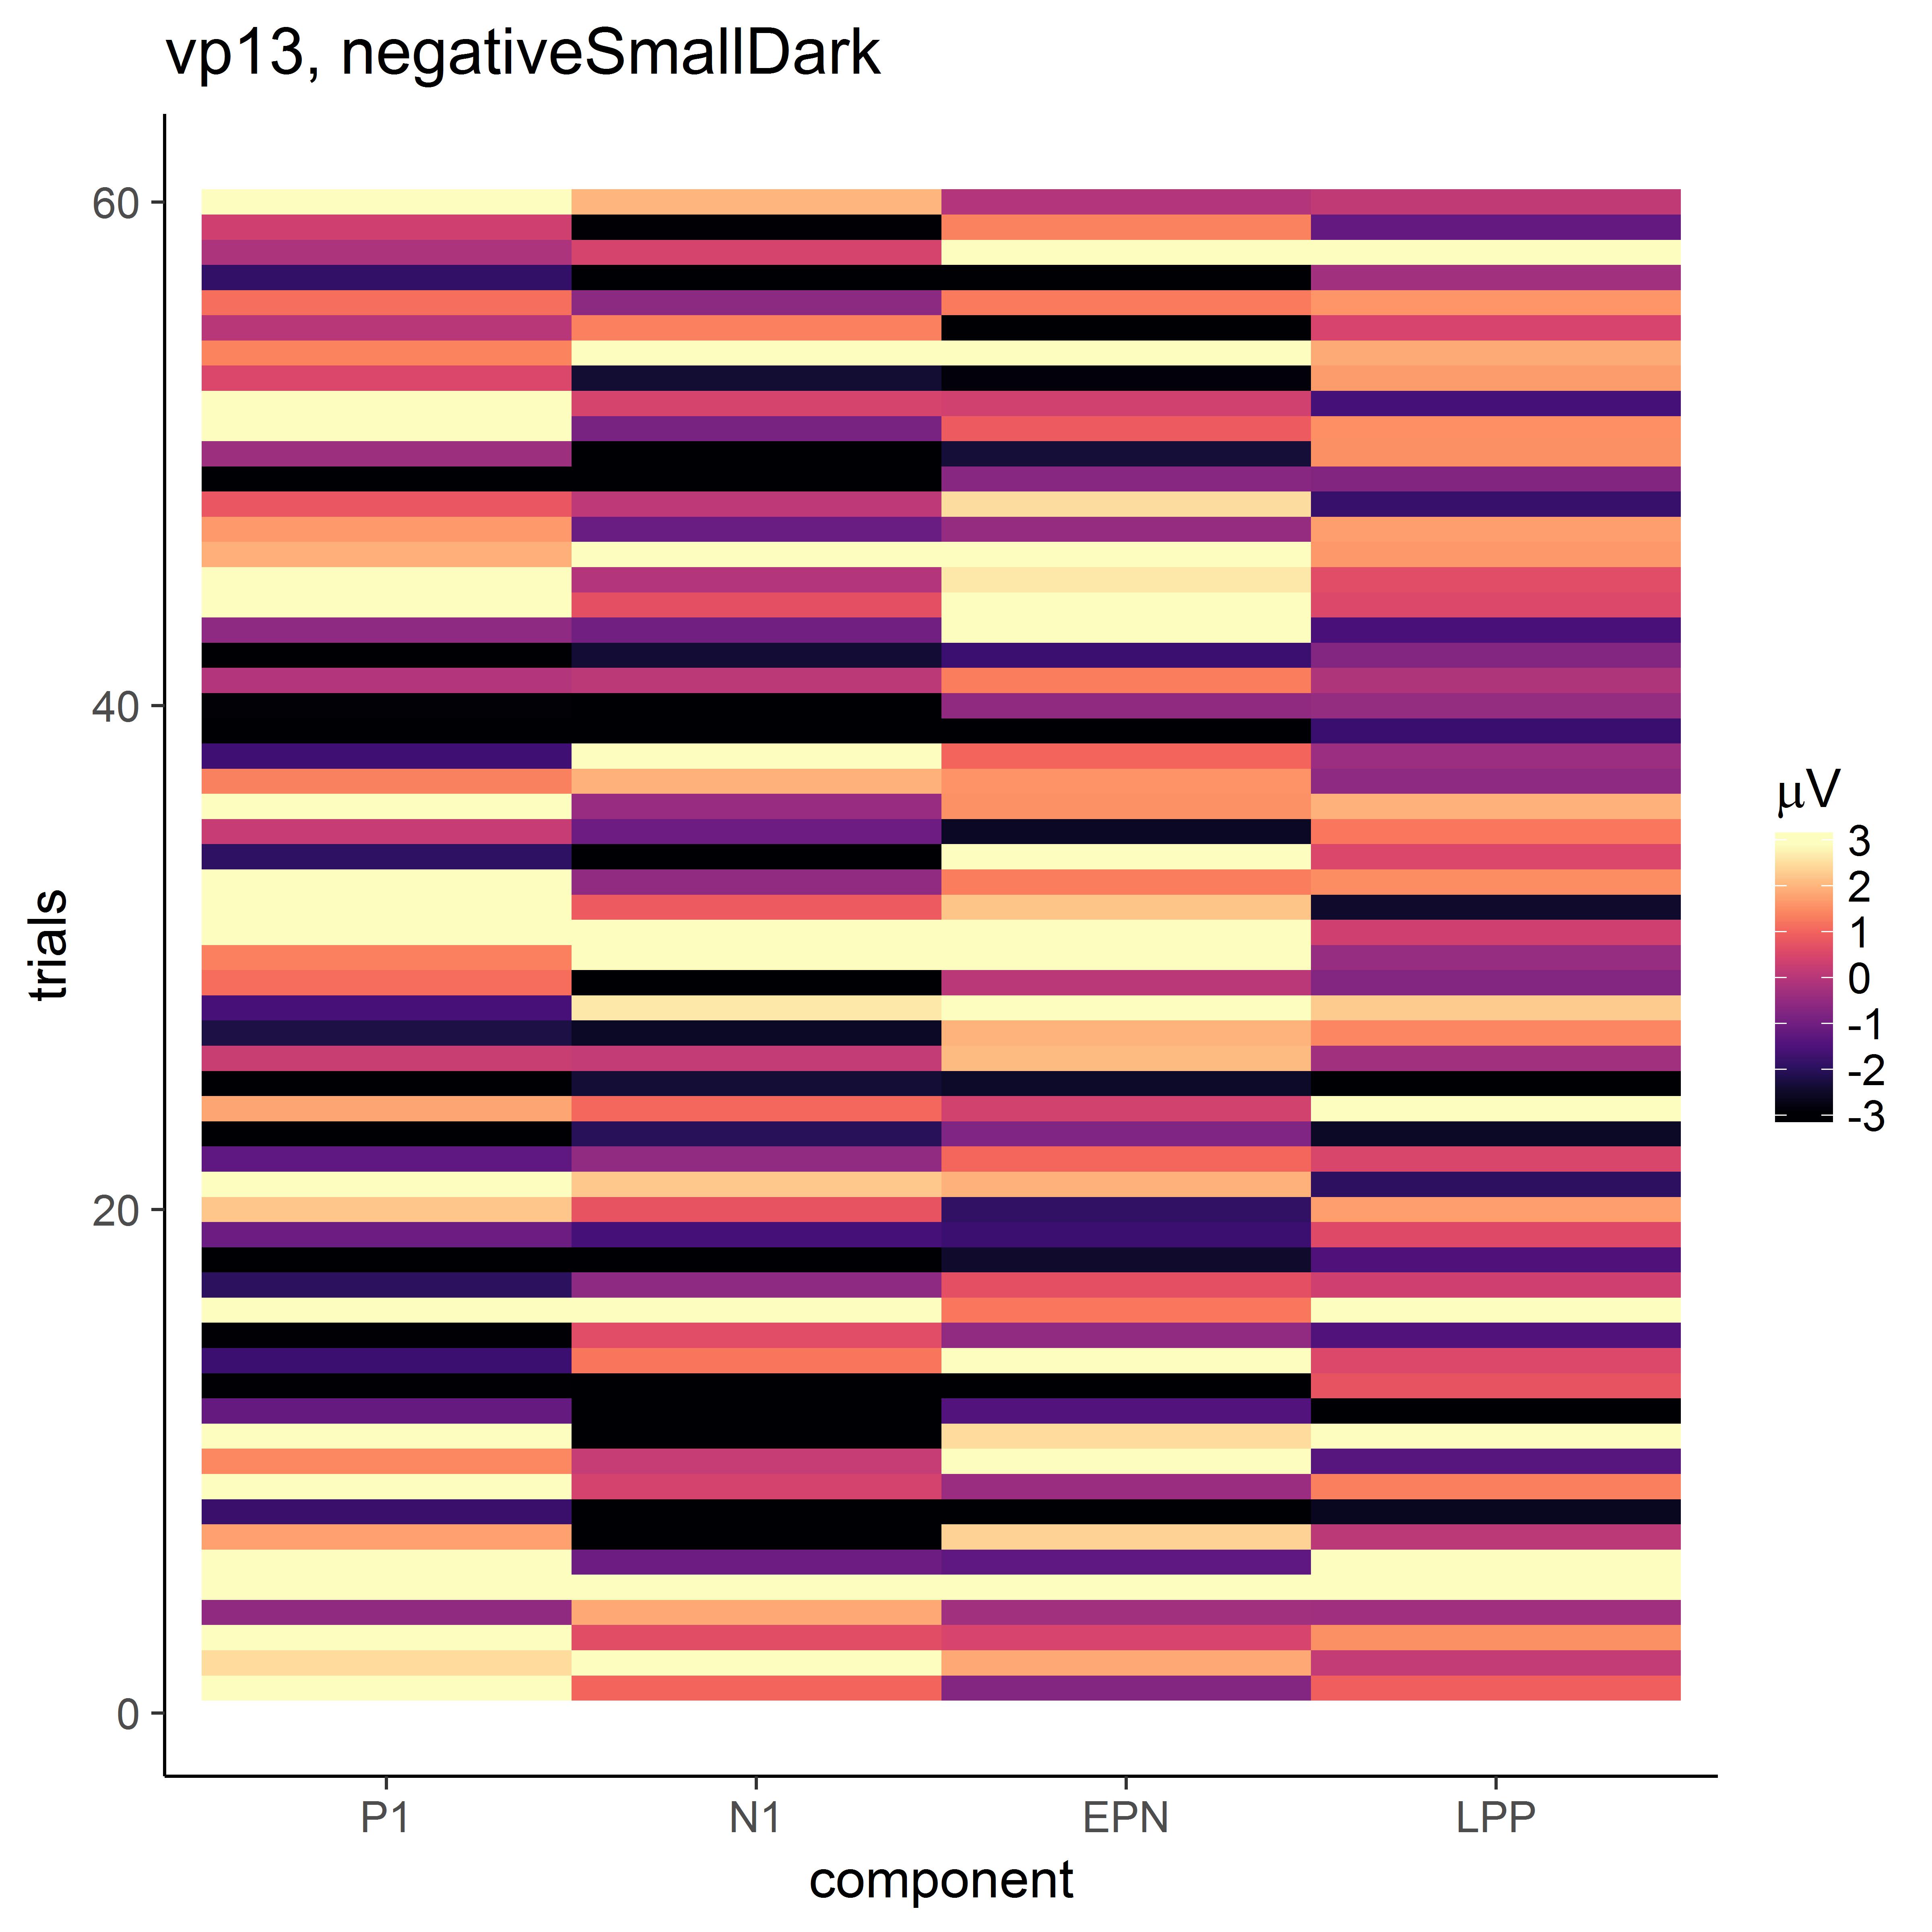 vp13, negativeSmallDark
60
40
20
0
trials
P1 N1 EPN LPP
component
μV
3
2
1
0
-1
-2
-3